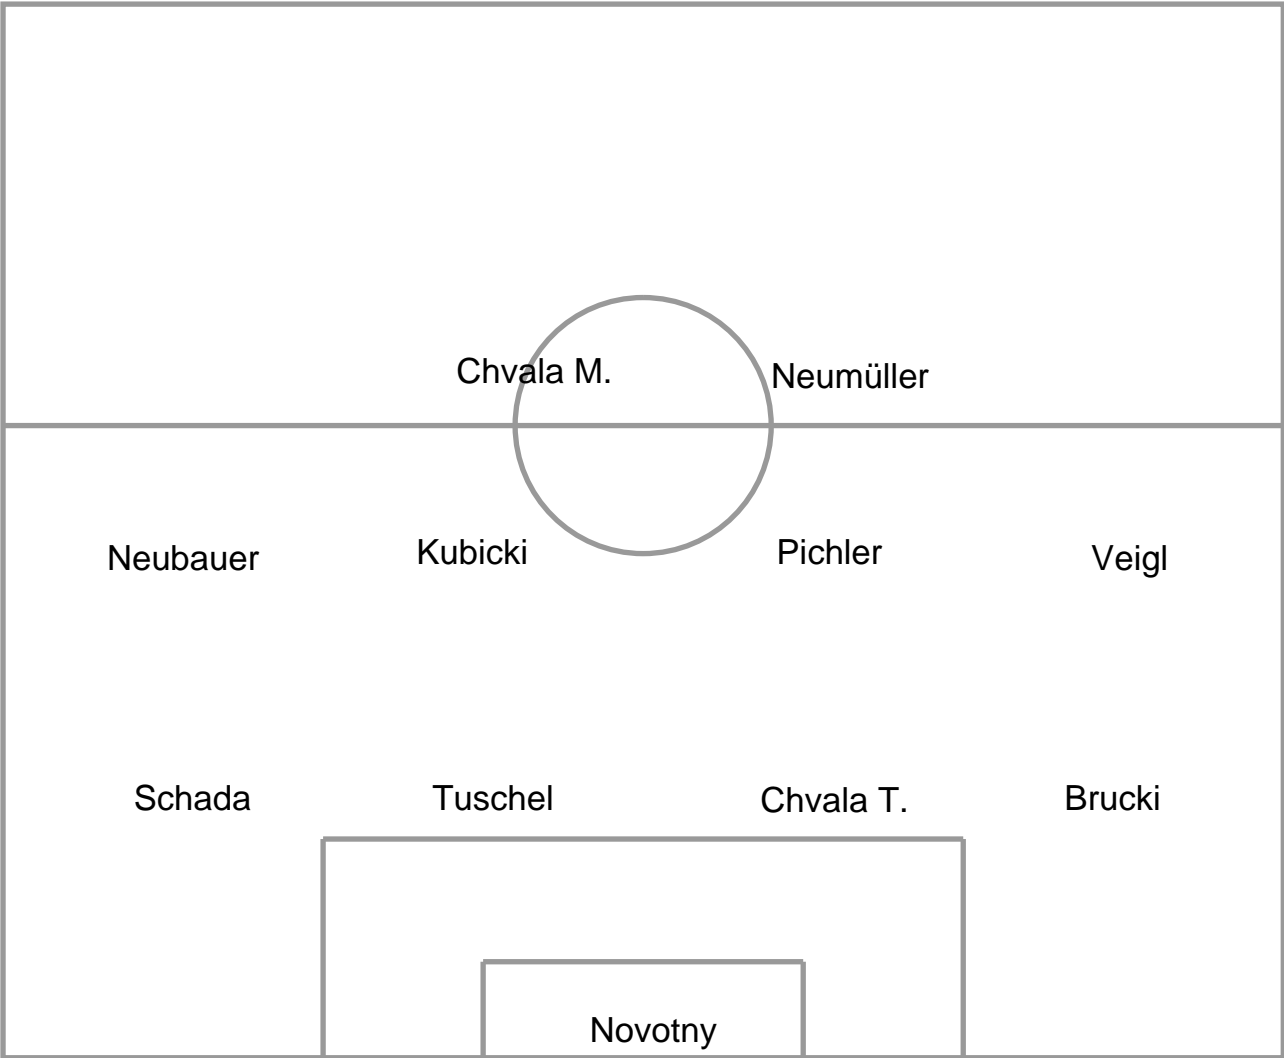 Chvala M. Neumüller
Neubauer Kubicki Pichler Veigl
Schada Tuschel Chvala T. Brucki
Novotny